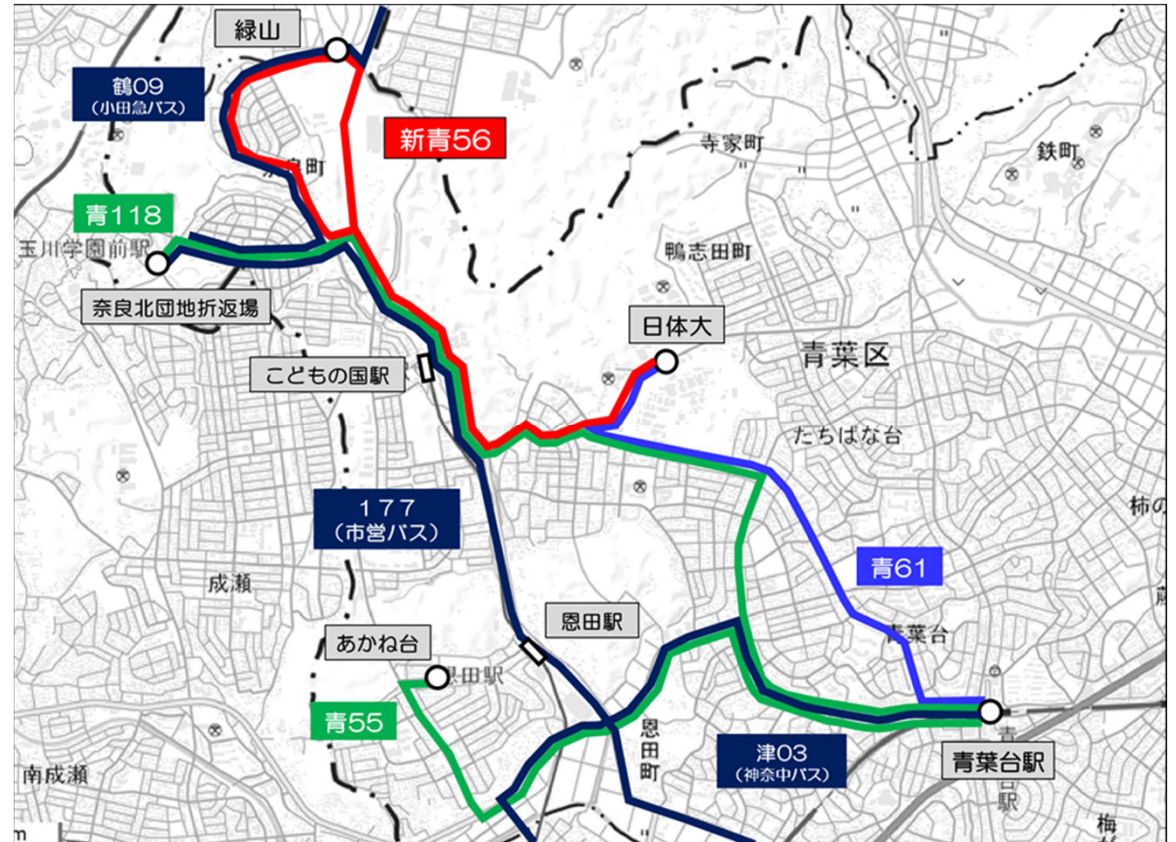 緑山
鶴09
（小田急バス）
新青56
寺家町
鉄町
青118
玉川学園前駅
鴨志田町
奈良北団地折返場
日体大
青葉区
こどもの国駅
たちばな台
１７７
（市営バス）
柿の
成瀬
青61
恩田駅
青葉台
あかね台
恩田駅
青55
恩田町
津03
（神奈中バス）
青葉台駅
南成瀬
m